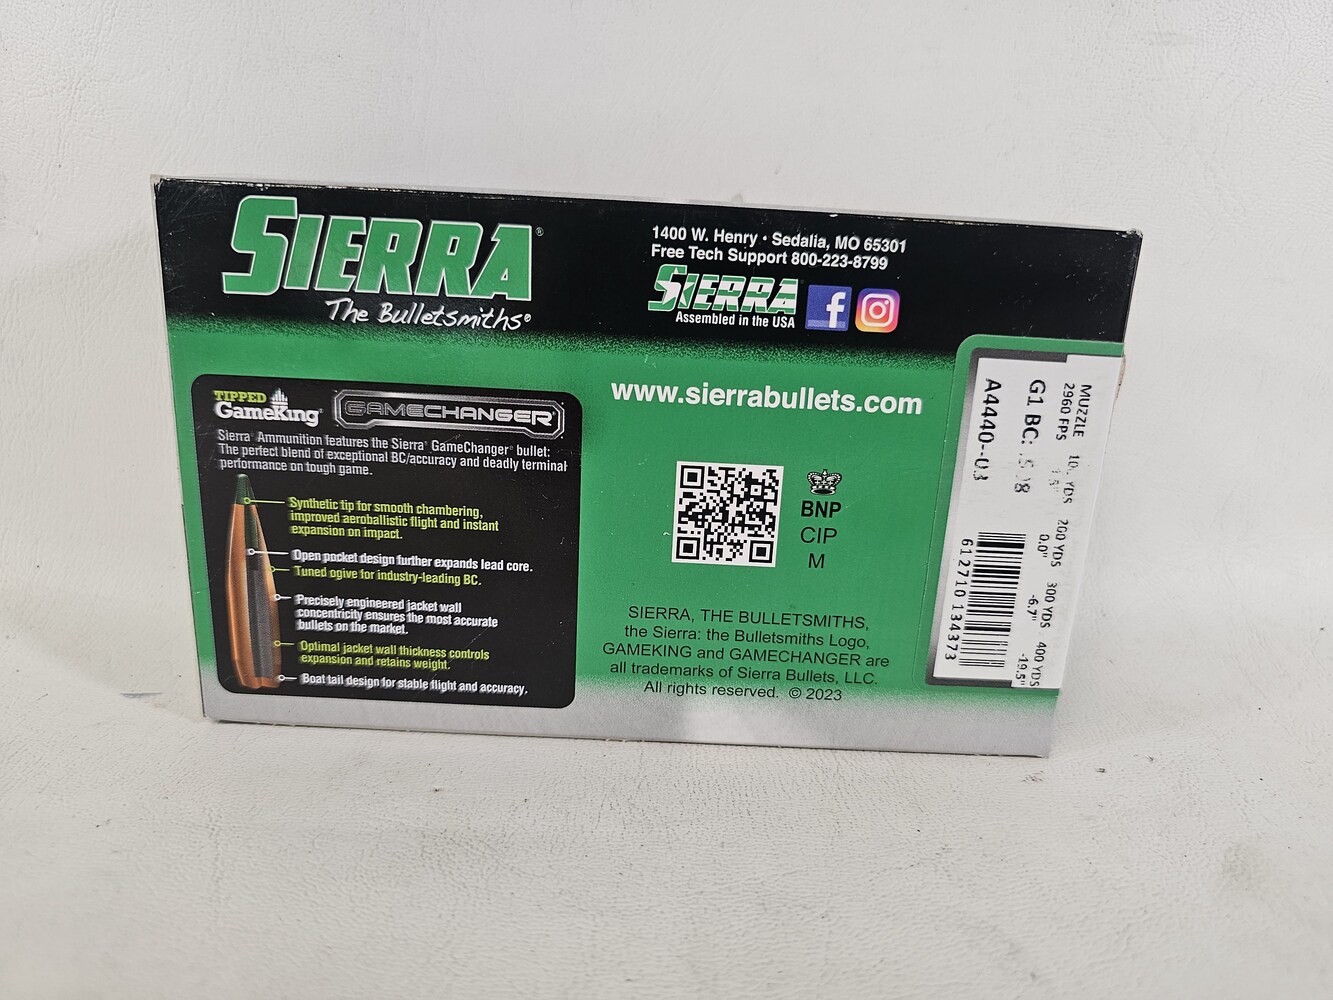 SIERRA®
The Bulletsmiths®
1400 W. Henry • Sedalia, MO 65301
Free Tech Support 800-223-8799
SIERRA
Assembled in the USA
TIPPED
GameKing®
GAMECHANGER®
Sierra® Ammunition features the Sierra® GameChanger® bullet:
The perfect blend of exceptional BC/accuracy and deadly terminal
performance on tough game.
Synthetic tip for smooth chambering,
improved aeroballistic flight and instant
expansion on impact.
Open pocket design further expands lead core.
Tuned ogive for industry-leading BC.
Precisely engineered jacket wall
concentricity ensures the most accurate
bullets on the market.
Optimal jacket wall thickness controls
expansion and retains weight.
Boat tail design for stable flight and accuracy.
www.sierrabullets.com
BNP
CIP
M
SIERRA, THE BULLETSMITHS,
the Sierra: the Bulletsmiths Logo,
GAMEKING and GAMECHANGER are
all trademarks of Sierra Bullets, LLC.
All rights reserved. © 2023
MUZZLE YDS 200 YDS 300 YDS 400 YDS
2960 FPS 0.0" -6.7" -19.5"
G1 BC:
A4440--03
6 12710 13437 3